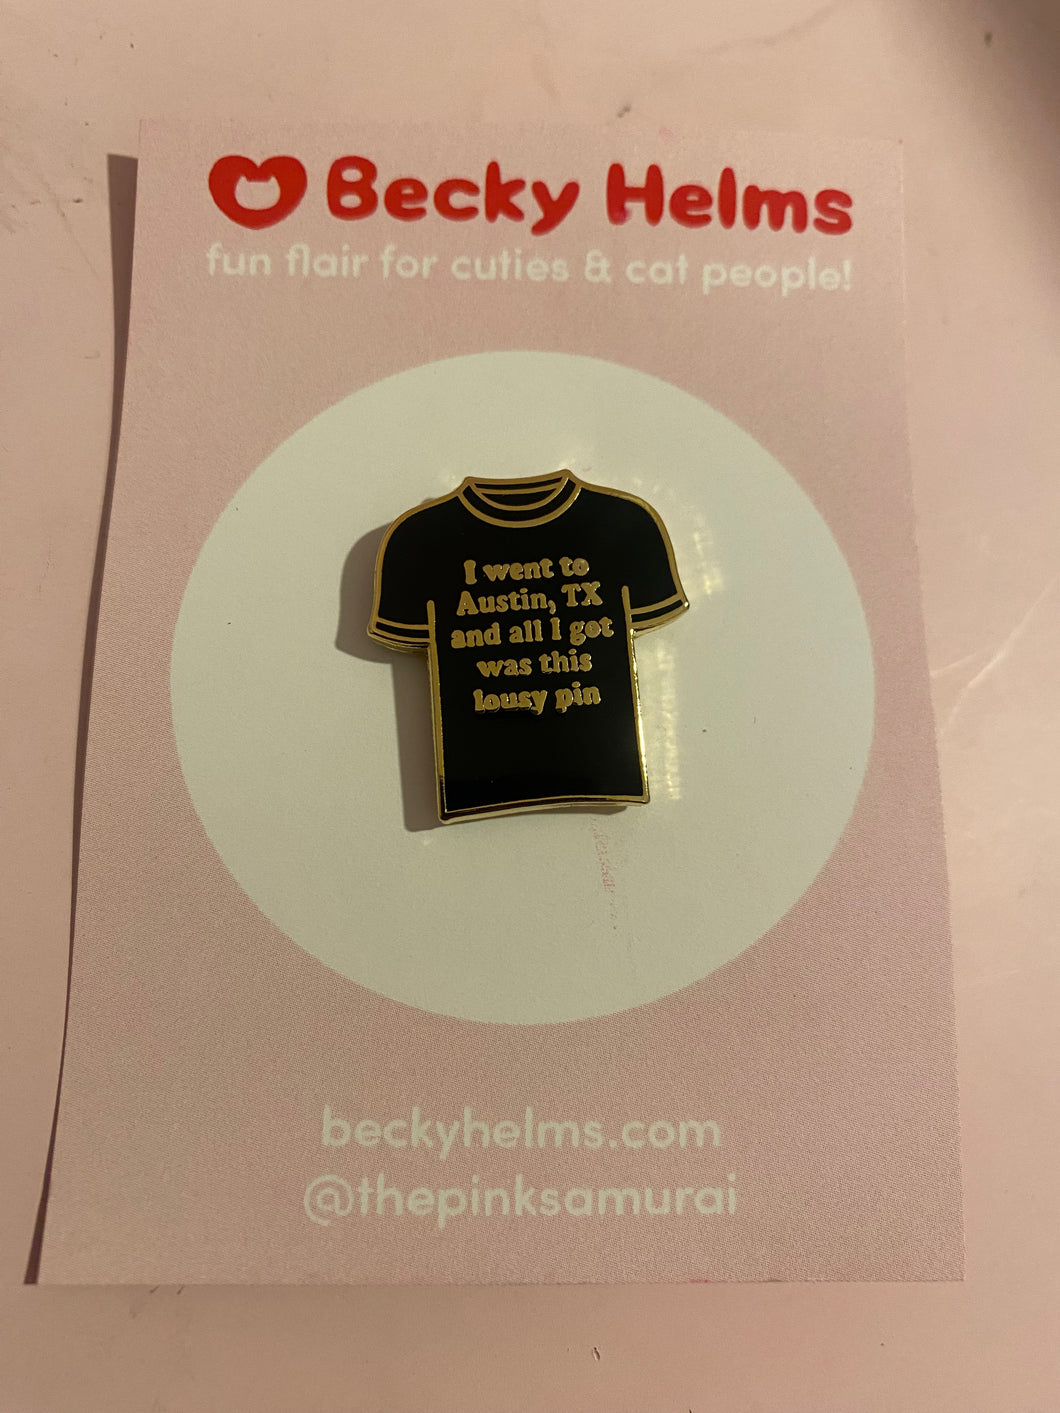 Becky Helms
fun flair for cuties & cat people!
I went to
Austin, TX
and all I got
was this
lousy pin
beckyhelms.com
@thepinksamurai